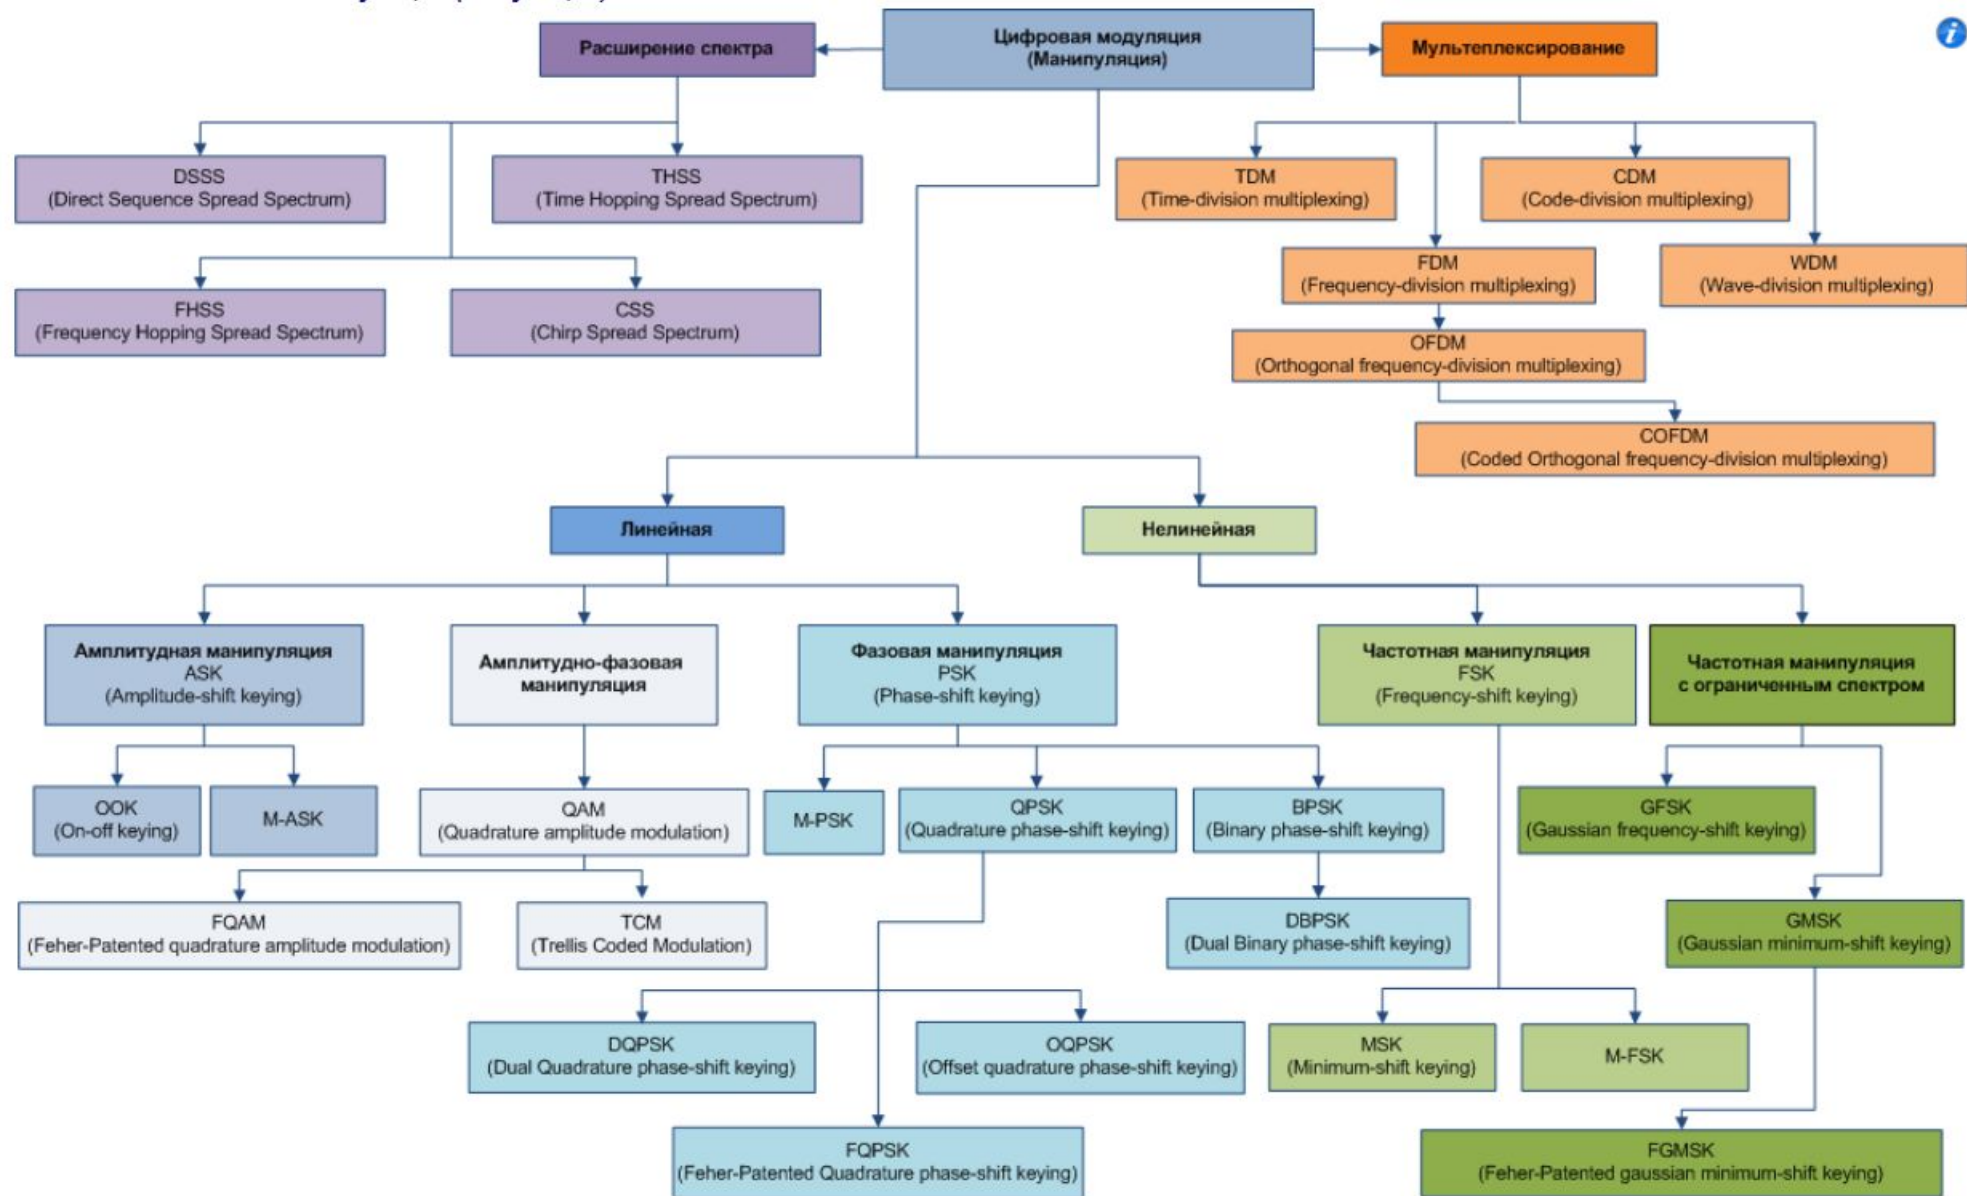 Расширение спектра
Цифровая модуляция
(Манипуляция)
Мультеплексирование
i
DSSS
(Direct Sequence Spread Spectrum)
THSS
(Time Hopping Spread Spectrum)
TDM
(Time-division multiplexing)
CDM
(Code-division multiplexing)
FHSS
(Frequency Hopping Spread Spectrum)
CSS
(Chirp Spread Spectrum)
FDM
(Frequency-division multiplexing)
WDM
(Wave-division multiplexing)
OFDM
(Orthogonal frequency-division multiplexing)
COFDM
(Coded Orthogonal frequency-division multiplexing)
Линейная
Нелинейная
Амплитудная манипуляция
ASK
(Amplitude-shift keying)
Амплитудно-фазовая
манипуляция
Фазовая манипуляция
PSK
(Phase-shift keying)
Частотная манипуляция
FSK
(Frequency-shift keying)
Частотная манипуляция
с ограниченным спектром
OOK
(On-off keying)
M-ASK
QAM
(Quadrature amplitude modulation)
M-PSK
QPSK
(Quadrature phase-shift keying)
BPSK
(Binary phase-shift keying)
GFSK
(Gaussian frequency-shift keying)
FQAM
(Feher-Patented quadrature amplitude modulation)
TCM
(Trellis Coded Modulation)
DBPSK
(Dual Binary phase-shift keying)
GMSK
(Gaussian minimum-shift keying)
DQPSK
(Dual Quadrature phase-shift keying)
OQPSK
(Offset quadrature phase-shift keying)
MSK
(Minimum-shift keying)
M-FSK
FQPSK
(Feher-Patented Quadrature phase-shift keying)
FGMSK
(Feher-Patented gaussian minimum-shift keying)